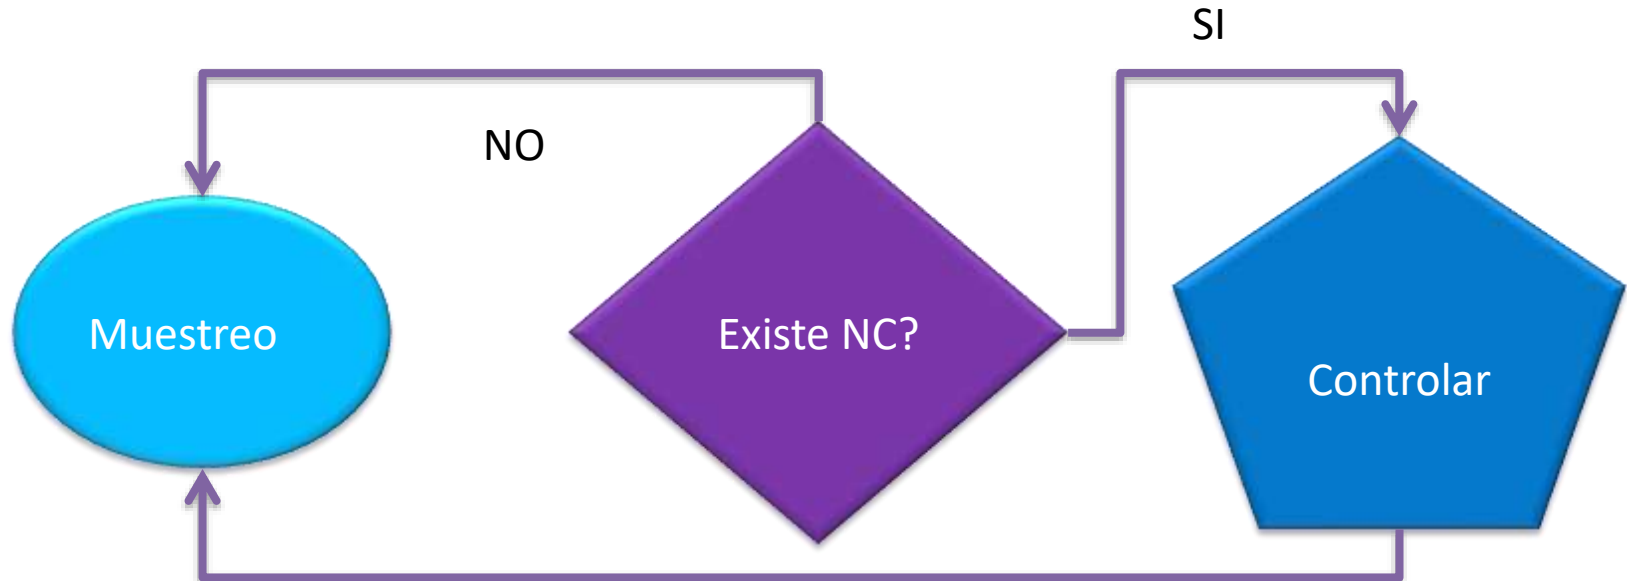 SI
NO
Muestreo
Existe NC?
Controlar